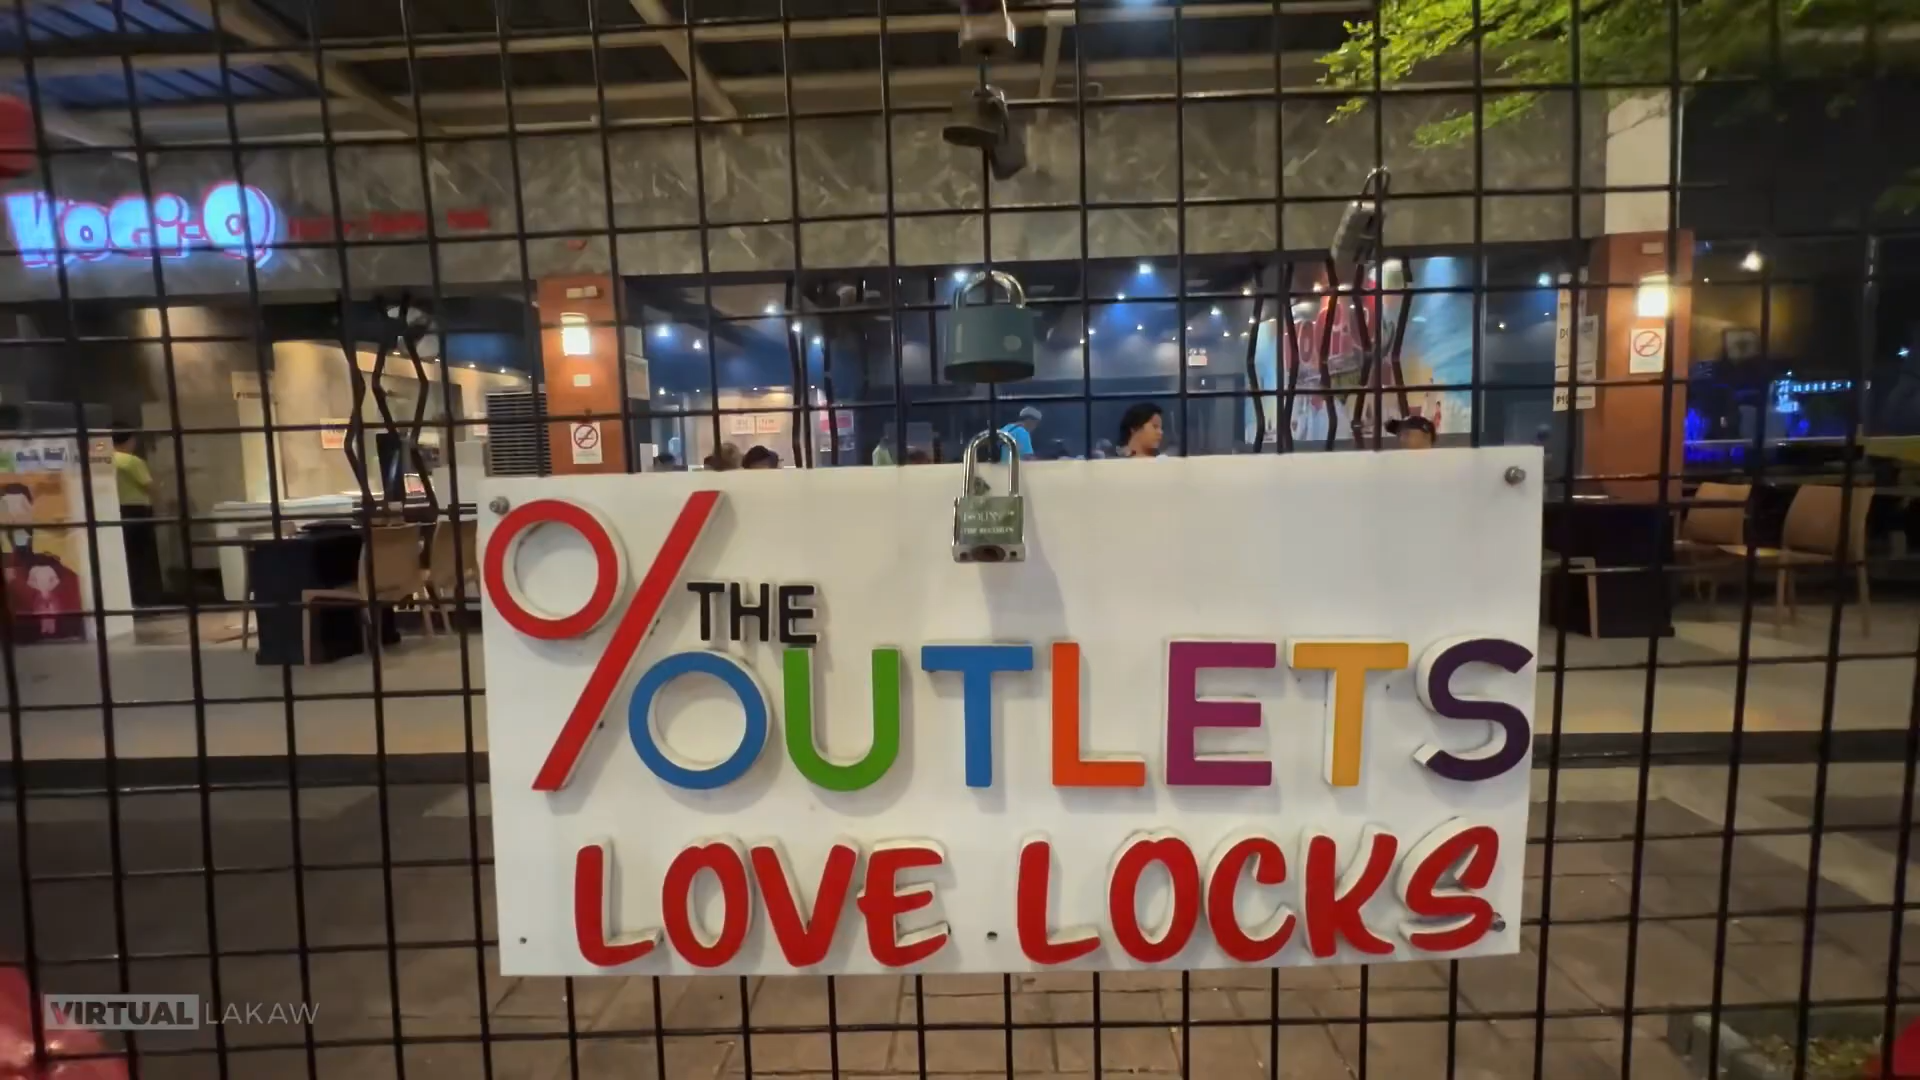 KOGi-Q
%
THE
OUTLETS
LOVE LOCKS
VIRTUAL LAKAW